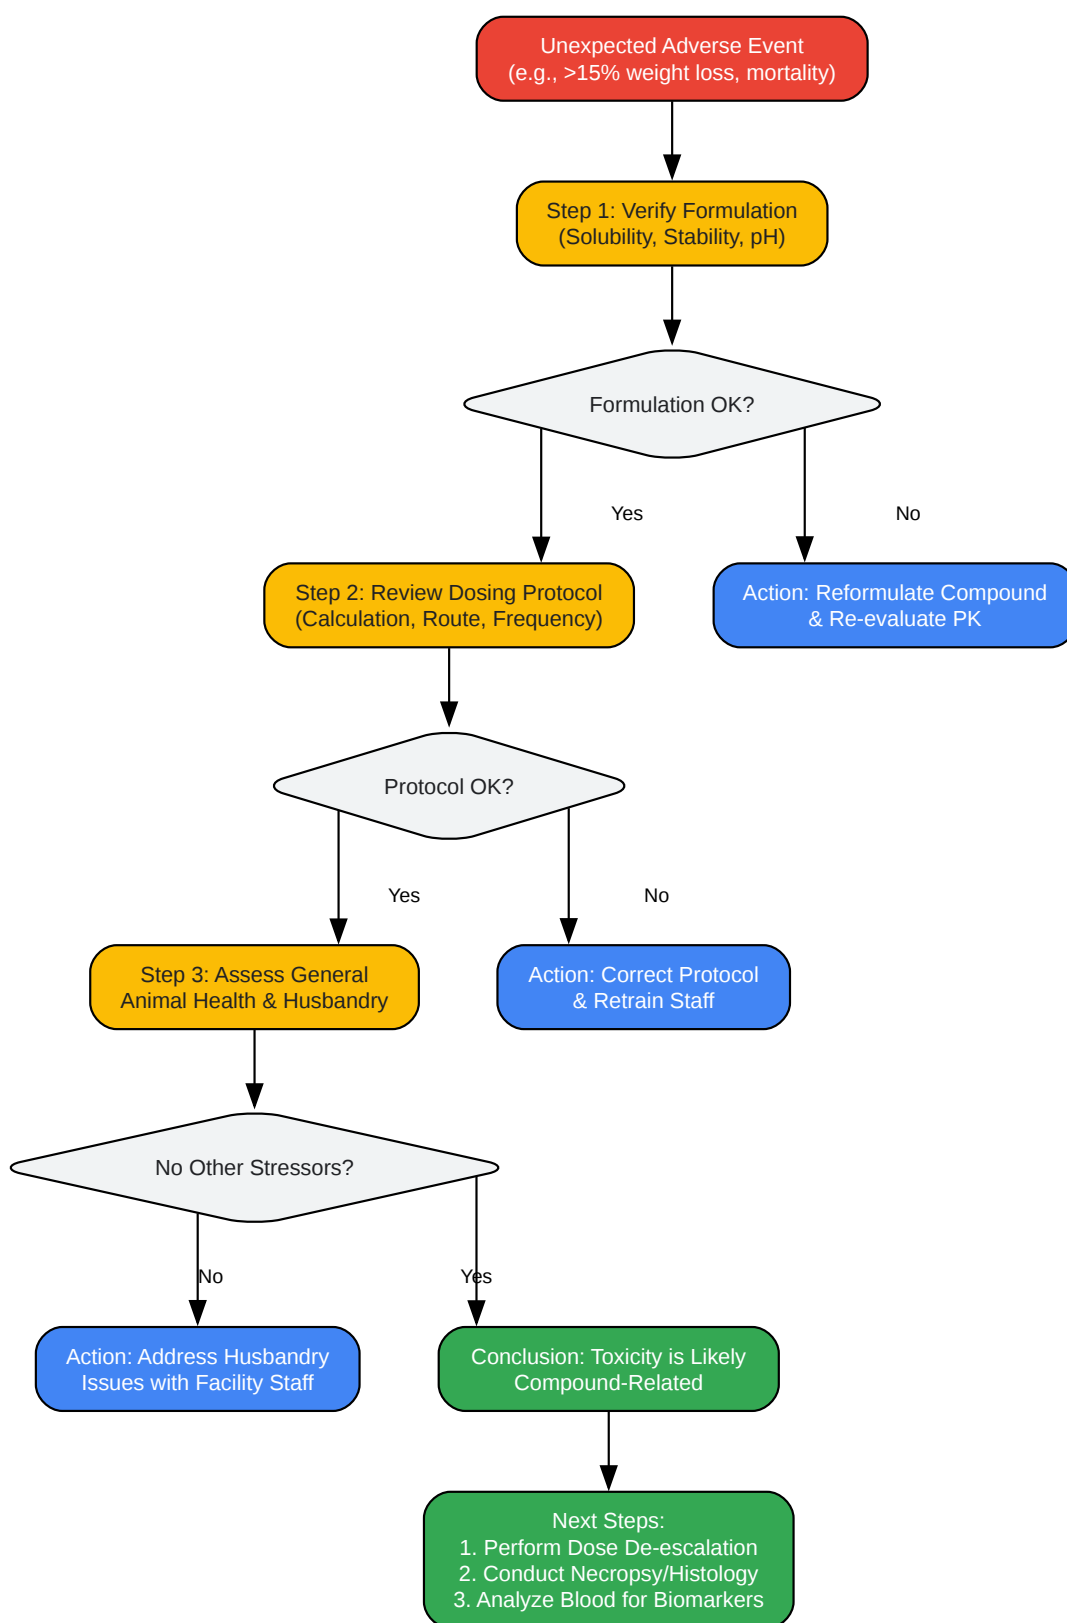 Unexpected Adverse Event
(e.g., >15% weight loss, mortality)
Step 1: Verify Formulation
(Solubility, Stability, pH)
Formulation OK?
Yes
No
Step 2: Review Dosing Protocol
(Calculation, Route, Frequency)
Action: Reformulate Compound
& Re-evaluate PK
Protocol OK?
Yes
No
Step 3: Assess General
Animal Health & Husbandry
Action: Correct Protocol
& Retrain Staff
No Other Stressors?
No
Yes
Action: Address Husbandry
Issues with Facility Staff
Conclusion: Toxicity is Likely
Compound-Related
Next Steps:
1. Perform Dose De-escalation
2. Conduct Necropsy/Histology
3. Analyze Blood for Biomarkers